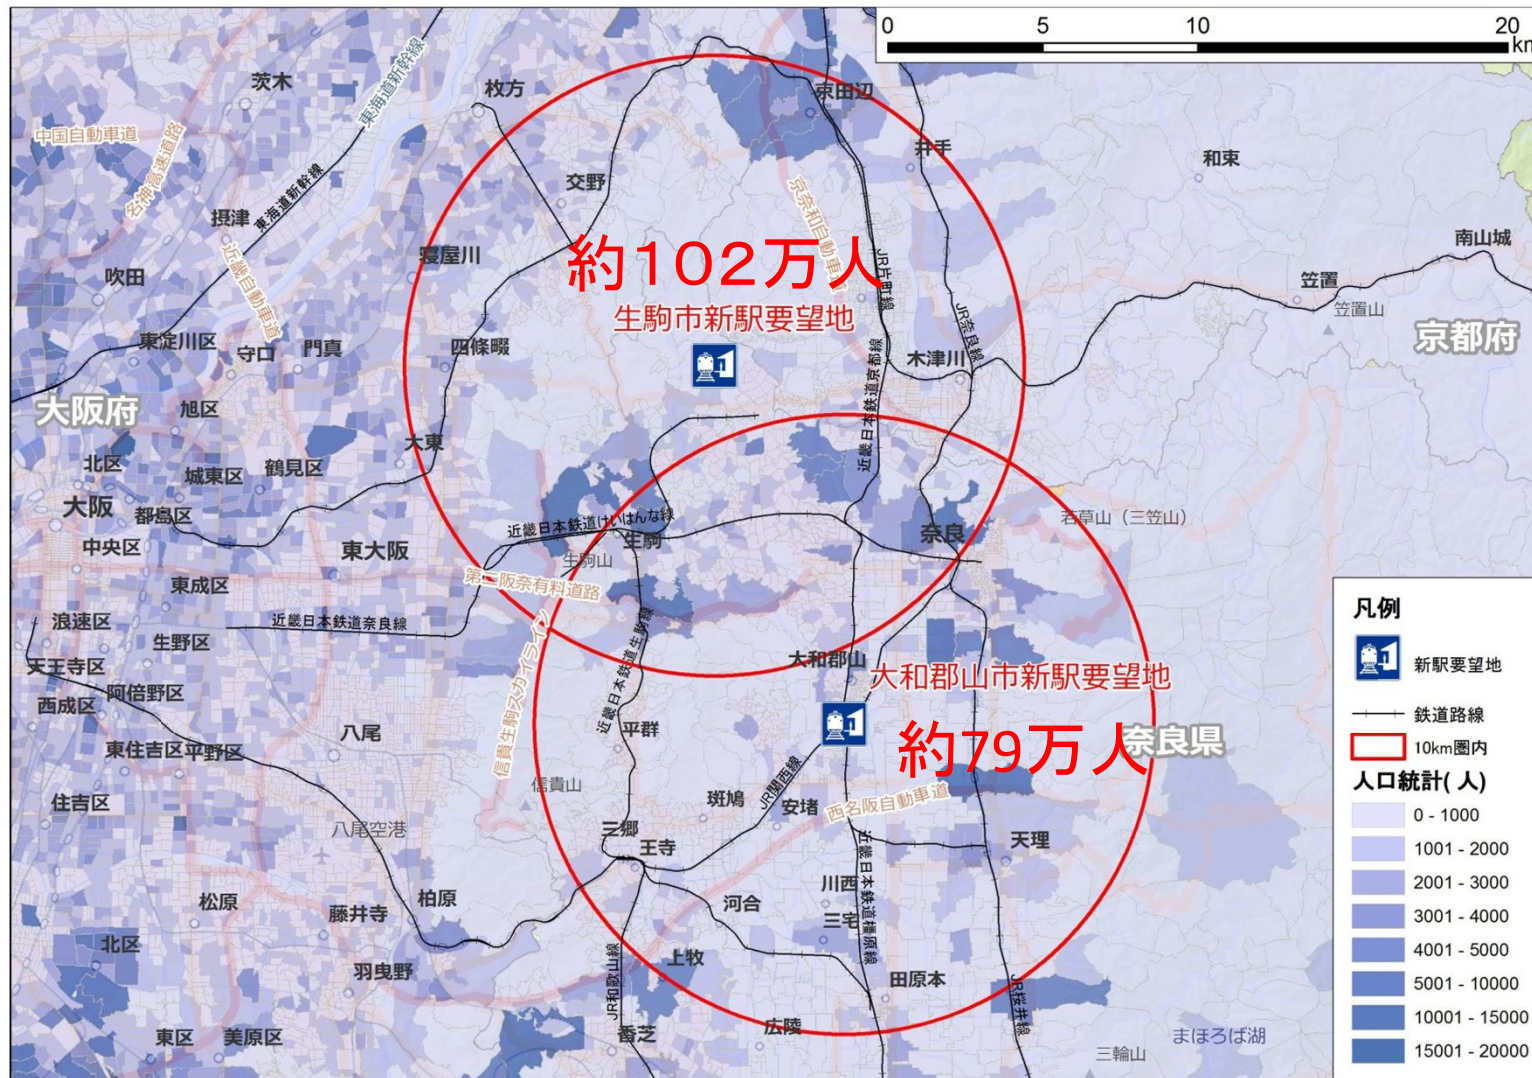 0 5 10 20
km
茨木
枚方
東海道新幹線
京田辺
中国自動車道
名神高速道路
井手
和束
交野
京奈和自動車道
摂津
東海道新幹線
近畿自動車道
寝屋川
南山城
吹田
約102万人
JR片町線
笠置
笠置山
JR奈良線
生駒市新駅要望地
東淀川区
守口
門真
四條畷
木津川
京都府
近畿日本鉄道京都線
大阪府
旭区
大東
北区
城東区
鶴見区
大阪
都島区
近畿日本鉄道けいはんな線
生駒
奈良
若草山（三笠山）
中央区
東大阪
生駒山
東成区
第二阪奈有料道路
浪速区
近畿日本鉄道奈良線
生野区
信貴生駒スカイライン
近畿日本鉄道生駒線
天王寺区
大和郡山
大和郡山市新駅要望地
阿倍野区
西成区
八尾
平群
約79万人
奈良県
東住吉区
平野区
信貴山
JR関西線
斑鳩
安堵
西名阪自動車道
住吉区
八尾空港
三郷
王寺
天理
近畿日本鉄道橿原線
川西
柏原
松原
藤井寺
河合
三宅
北区
上牧
羽曳野
JR和歌山線
田原本
JR桜井線
東区
美原区
香芝
広陵
まほろば湖
三輪山
凡例
新駅要望地
鉄道路線
10km圏内
人口統計( 人)
0 - 1000
1001 - 2000
2001 - 3000
3001 - 4000
4001 - 5000
5001 - 10000
10001 - 15000
15001 - 20000